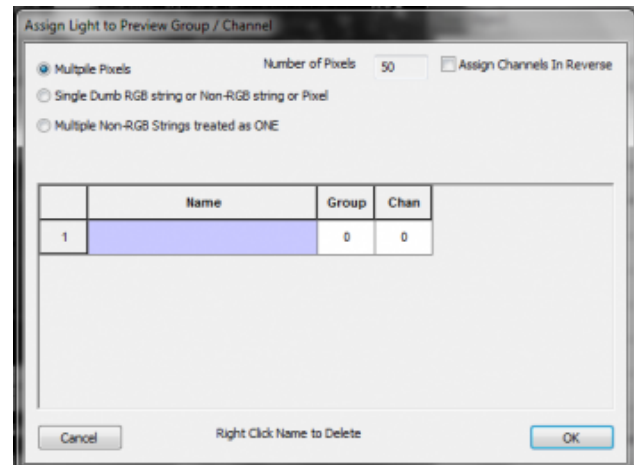 Assign Light to Preview Group / Channel
Multiple Pixels Number of Pixels 50 Assign Channels In Reverse
Single Dumb RGB string or Non-RGB string or Pixel
Multiple Non-RGB Strings treated as ONE
Name Group Chan
1 0 0
Cancel Right Click Name to Delete OK